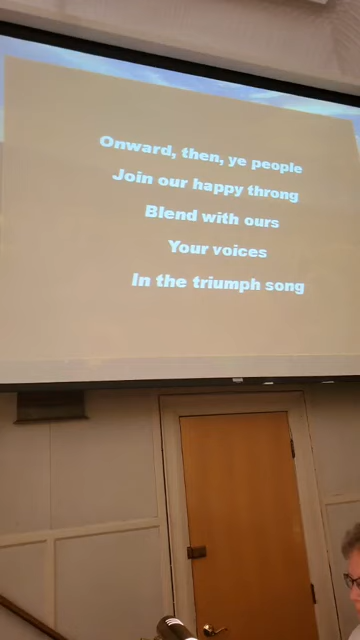 Onward, then, ye people
Join our happy throng
Blend with ours
Your voices
In the triumph song